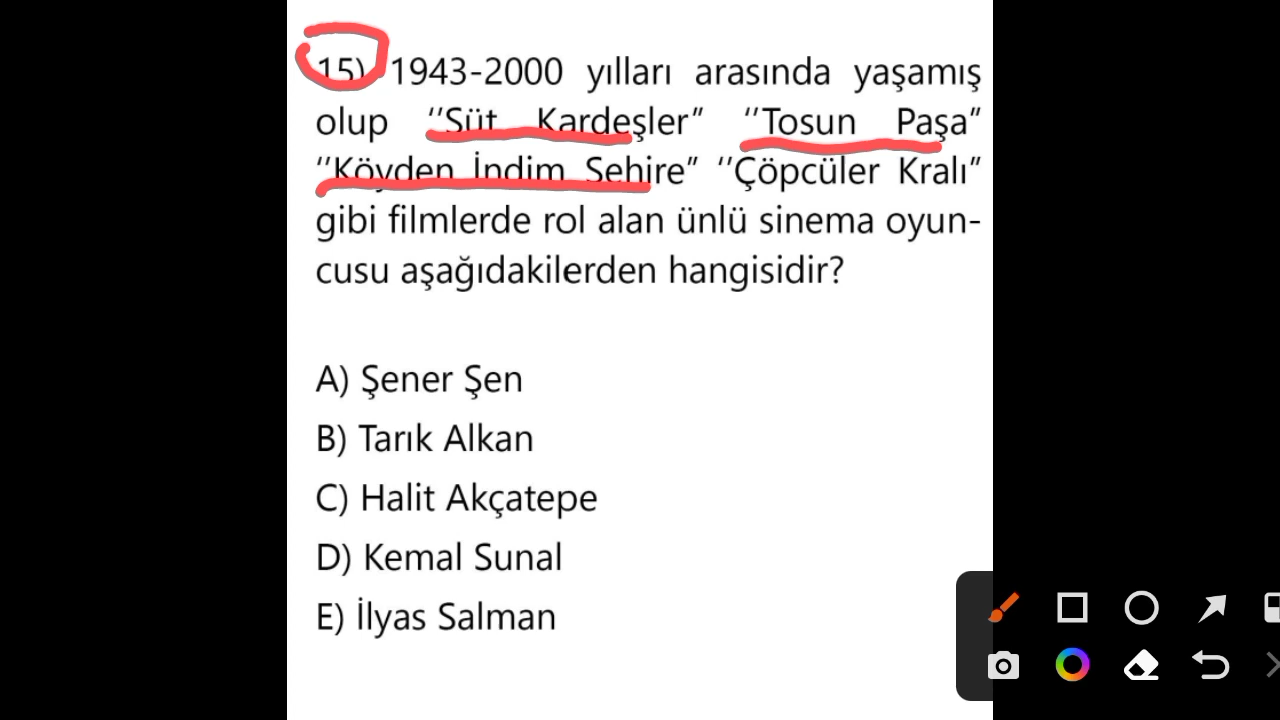 15) 1943-2000 yılları arasında yaşamış
olup ‘‘Süt Kardeşler” ‘‘Tosun Paşa”
‘‘Köyden İndim Şehire” ‘‘Çöpcüler Kralı”
gibi filmlerde rol alan ünlü sinema oyun-
cusu aşağıdakilerden hangisidir?
A) Şener Şen
B) Tarık Alkan
C) Halit Akçatepe
D) Kemal Sunal
E) İlyas Salman